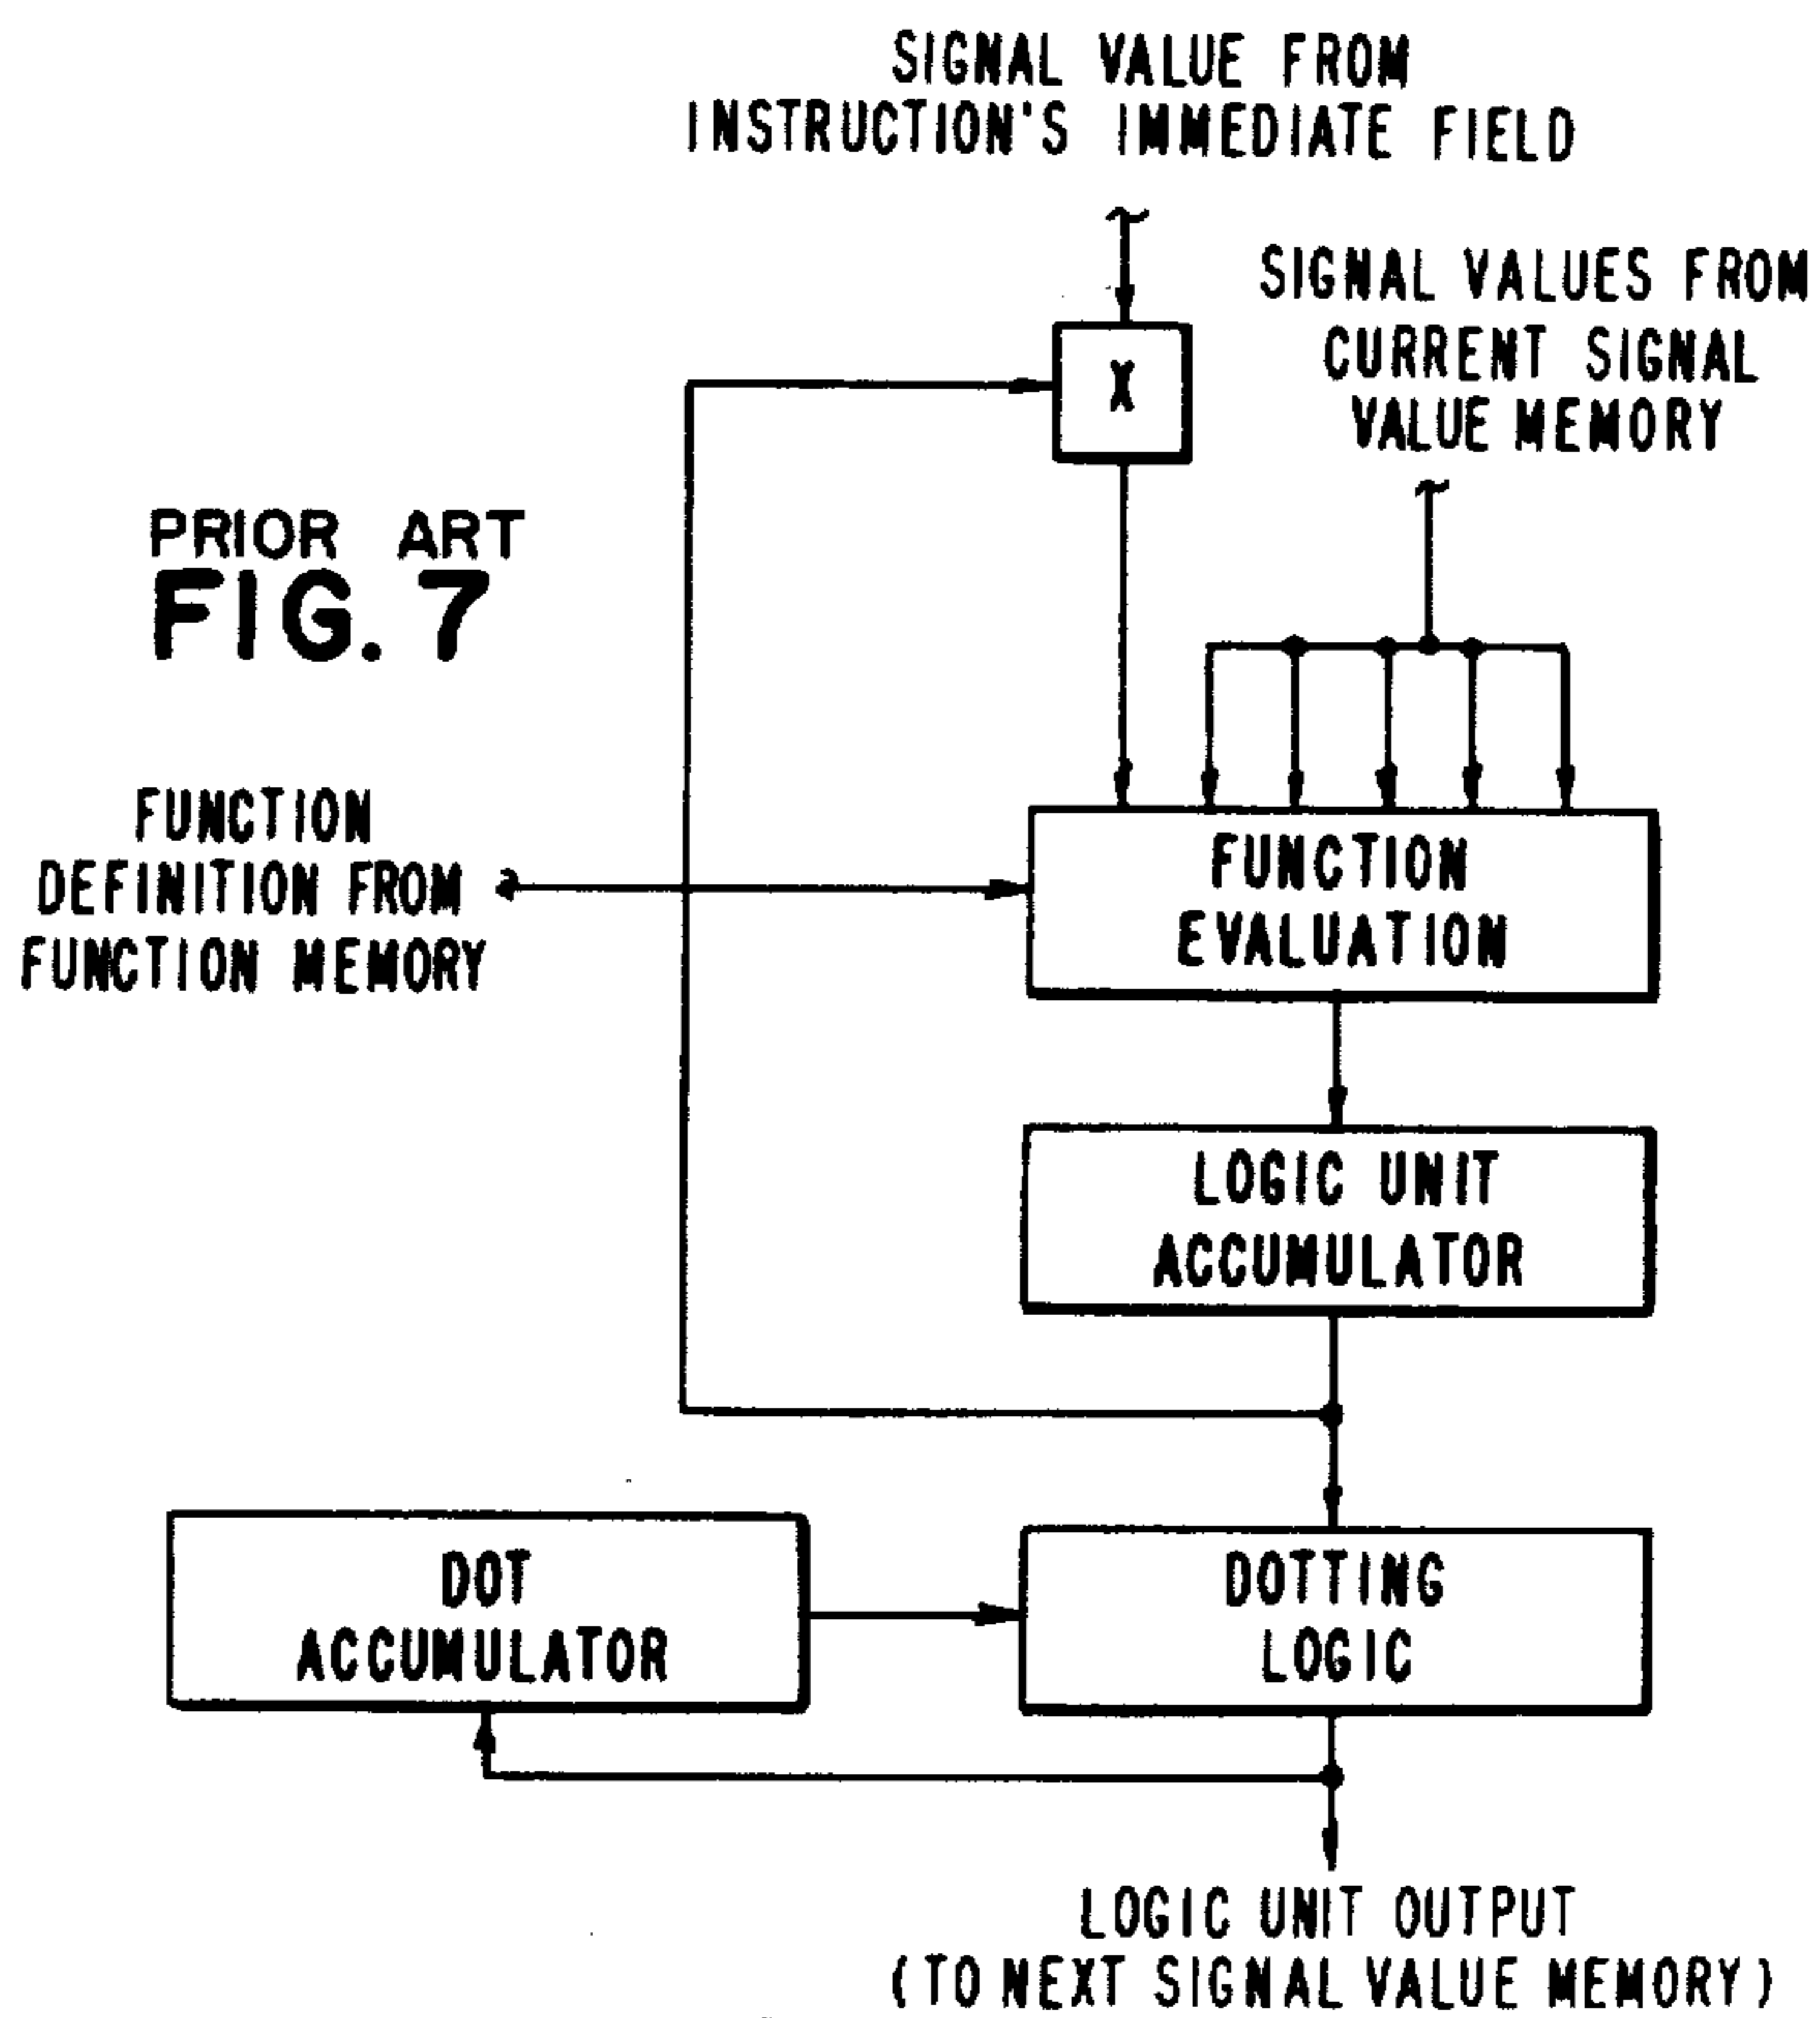 SIGNAL VALUE FROM
INSTRUCTION'S IMMEDIATE FIELD
SIGNAL VALUES FROM
CURRENT SIGNAL
VALUE MEMORY
X
PRIOR ART
FIG. 7
FUNCTION
DEFINITION FROM
FUNCTION MEMORY
FUNCTION
EVALUATION
LOGIC UNIT
ACCUMULATOR
DOT
ACCUMULATOR
DOTTING
LOGIC
LOGIC UNIT OUTPUT
(TO NEXT SIGNAL VALUE MEMORY)